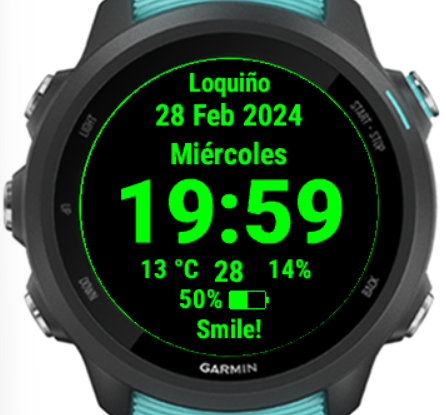 Loquiño
28 Feb 2024
Miércoles
19:59
13 °C 28 14%
50%
Smile!
LIGHT
START · STOP
UP
DOWN
BACK
GARMIN